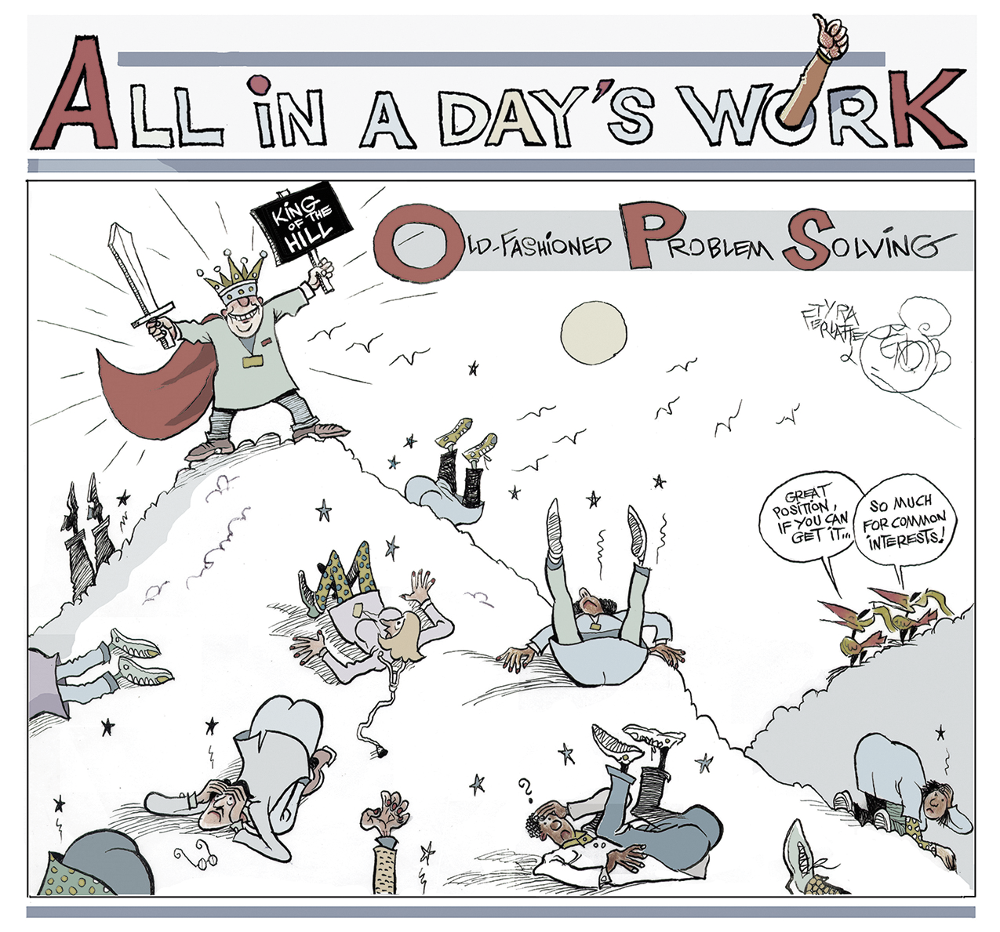 ALL iN A DAY'S WORK
KiNG
OF THE
HiLL
OLD-FASHiONED PROBLEM SOLViNG
GREAT
POSiTiON,
iF YOU CAN
GET iT...
SO MUCH
FOR COMMON
iNTERESTS!
?